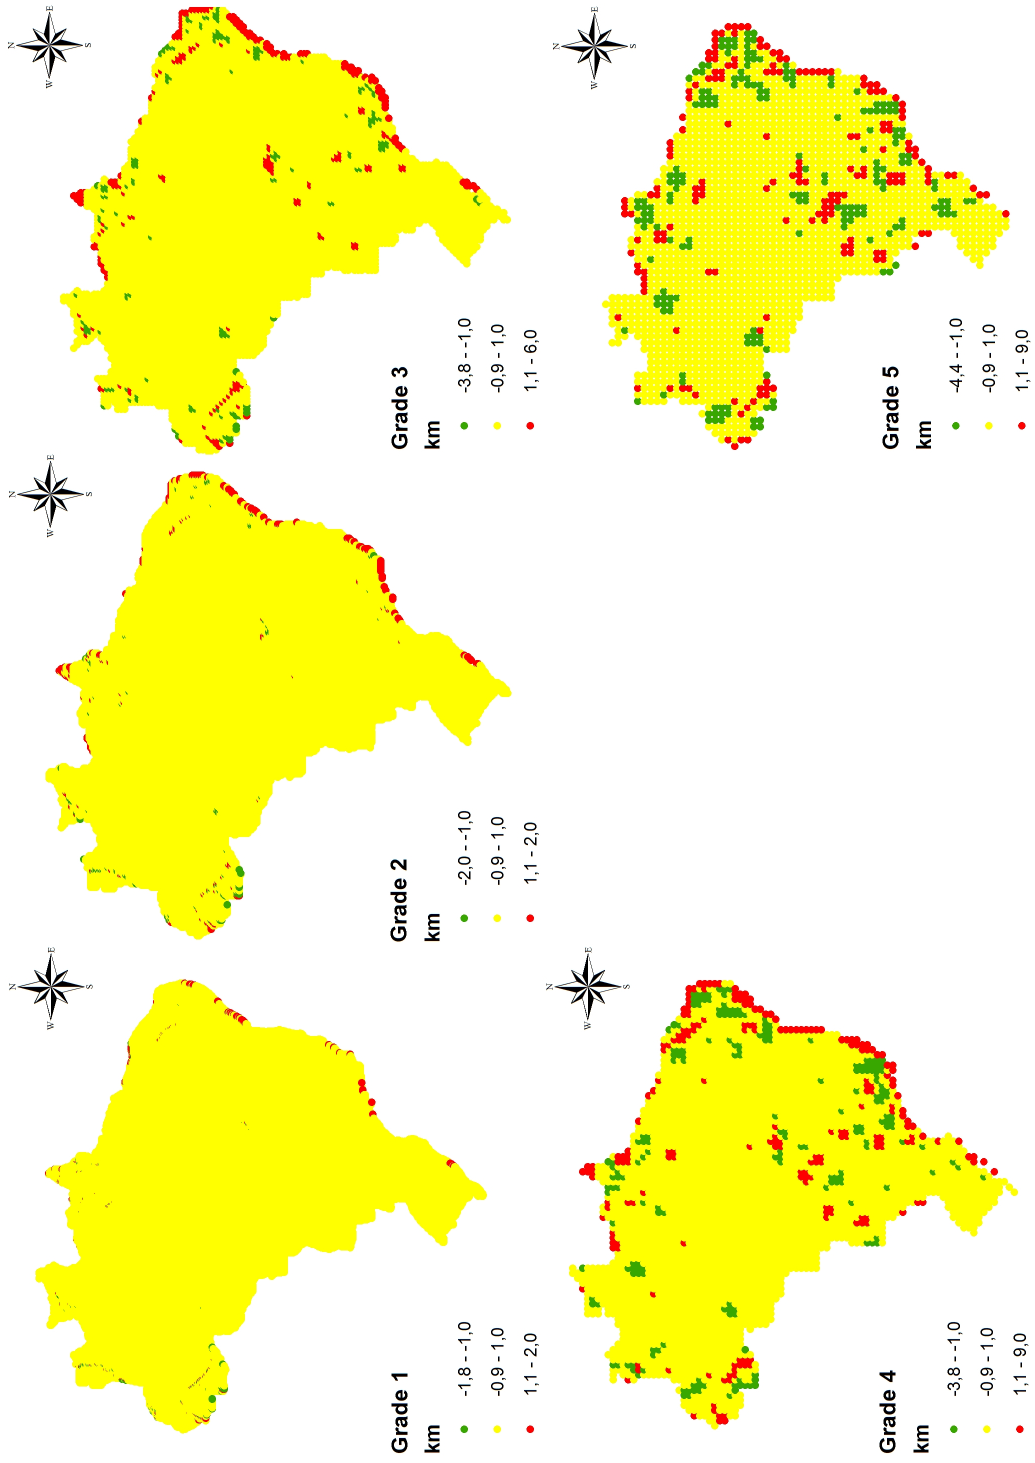 N
E
S
W
Grade 1
km
-1,8 - -1,0
-0,9 - 1,0
1,1 - 2,0
N
E
S
W
Grade 2
km
-2,0 - -1,0
-0,9 - 1,0
1,1 - 2,0
N
E
S
W
Grade 3
km
-3,8 - -1,0
-0,9 - 1,0
1,1 - 6,0
N
E
S
W
Grade 4
km
-3,8 - -1,0
-0,9 - 1,0
1,1 - 9,0
N
E
S
W
Grade 5
km
-4,4 - -1,0
-0,9 - 1,0
1,1 - 9,0